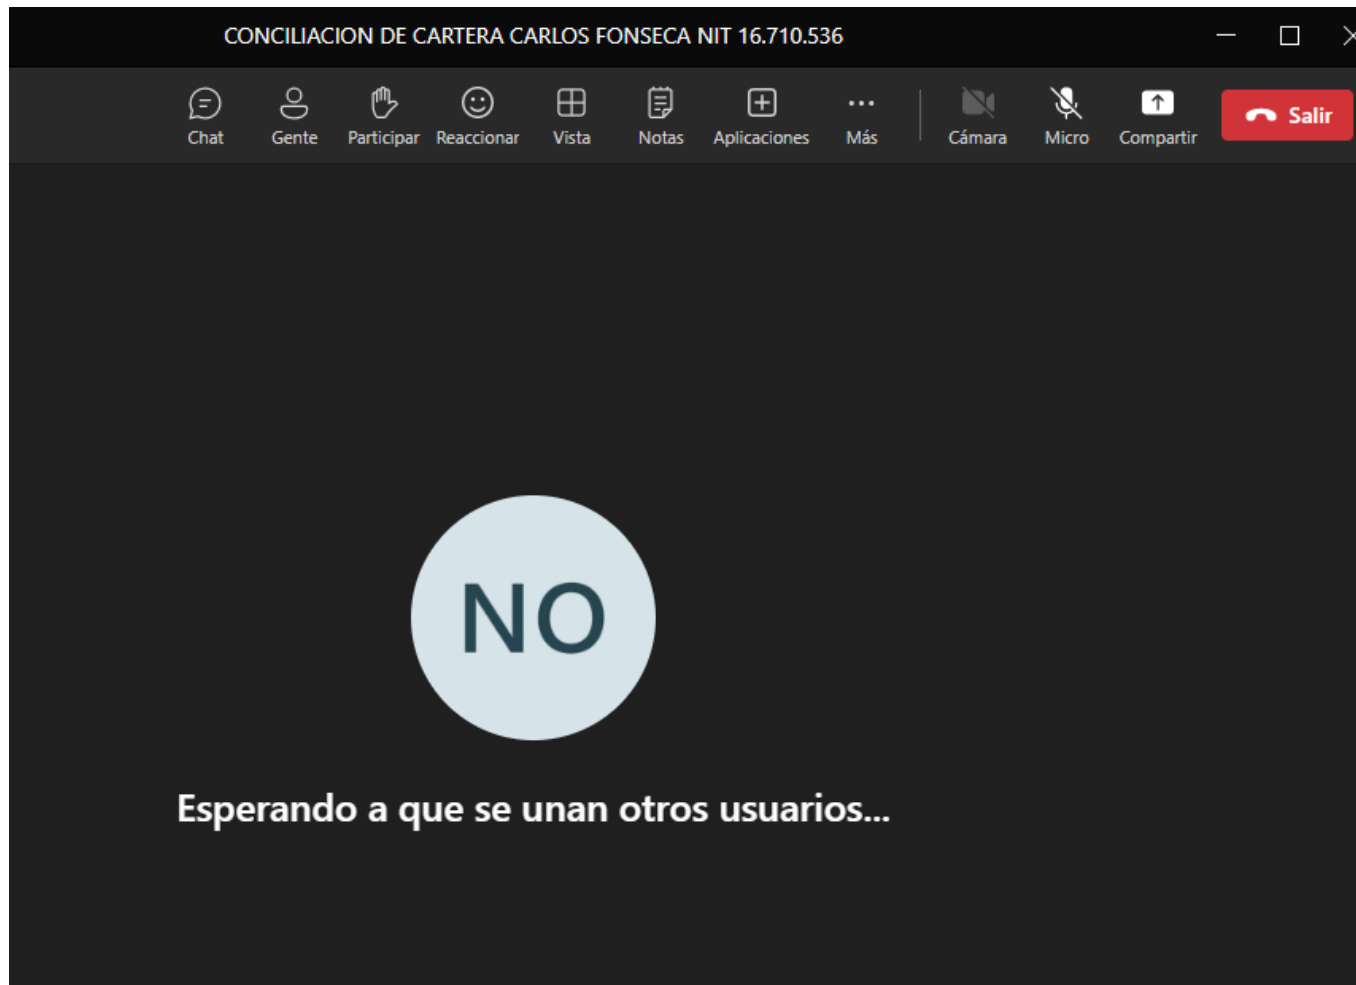 CONCILIACION DE CARTERA CARLOS FONSECA NIT 16.710.536
Chat Gente Participar Reaccionar Vista Notas Aplicaciones Más Cámara Micro Compartir Salir
NO
Esperando a que se unan otros usuarios...